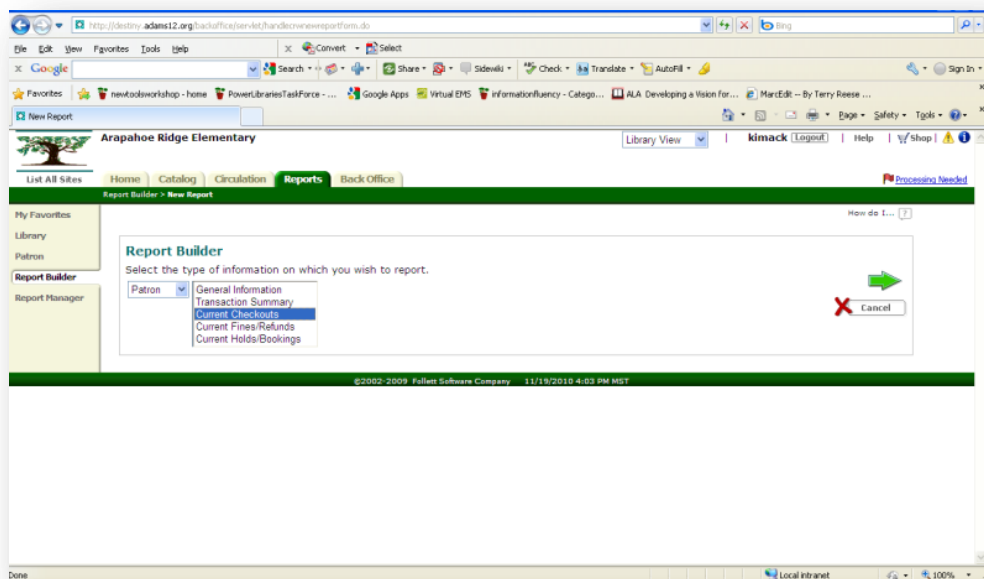 http://destiny.adams12.org/backoffice/servlet/handlecrwnewreportform.do Bing
File Edit View Favorites Tools Help x Convert Select
x Google Search Share Sidewiki Check Translate AutoFill Sign In
Favorites newtoolsworkshop - home PowerLibrariesTaskForce - ... Google Apps Virtual EMS informationfluency - Catego... ALA Developing a Vision for... MarcEdit -- By Terry Reese ...
New Report Page Safety Tools
Arapahoe Ridge Elementary Library View | kimack Logout | Help | Shop |
List All Sites Home Catalog Circulation Reports Back Office Processing Needed
Report Builder > New Report
My Favorites How do I... ?
Library
Patron Report Builder
Select the type of information on which you wish to report.
Report Builder Patron General Information
Report Manager Transaction Summary
Current Checkouts
Current Fines/Refunds
Current Holds/Bookings
Cancel
©2002-2009 Follett Software Company 11/19/2010 4:03 PM MST
Done Local intranet 100%